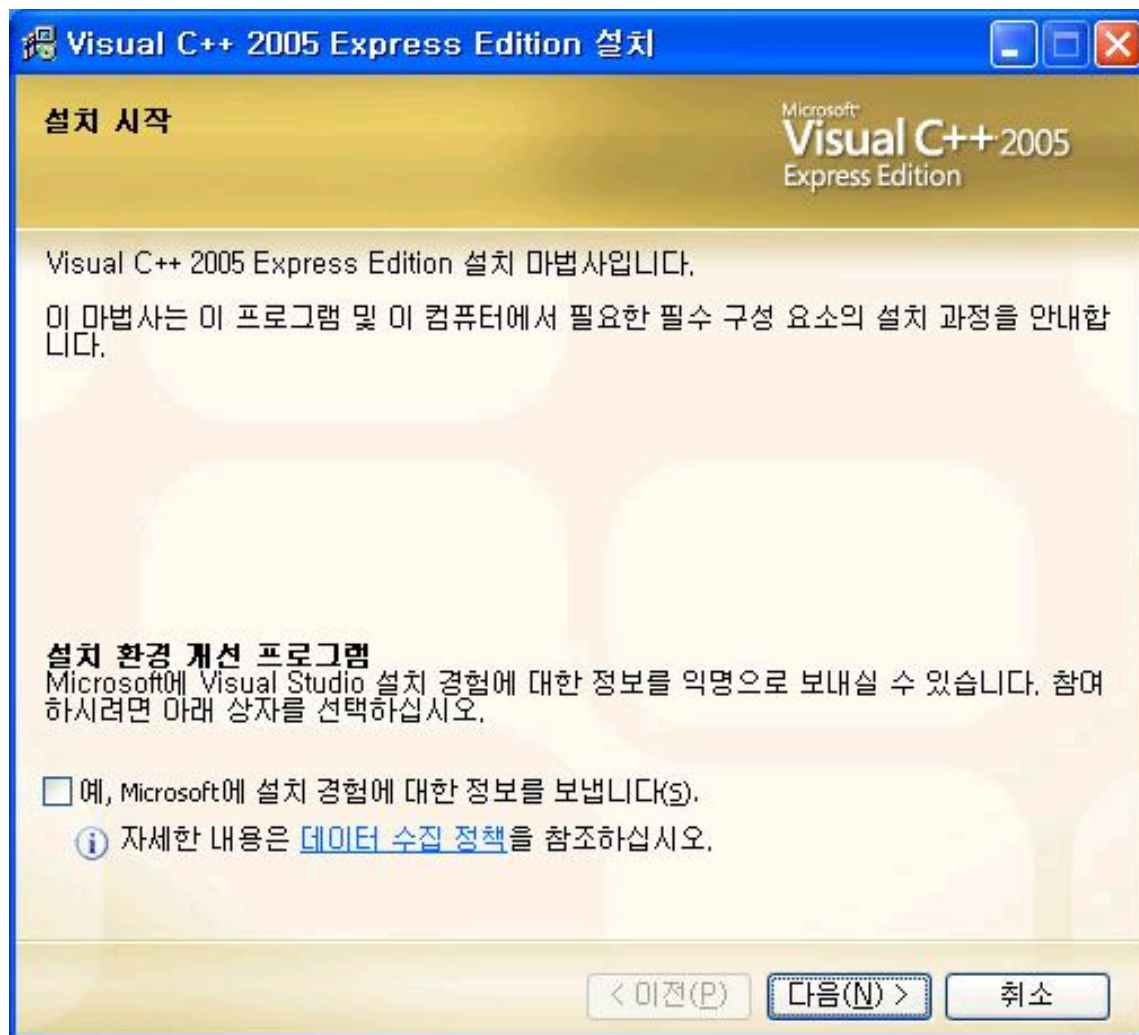 Visual C++ 2005 Express Edition 설치
설치 시작
Microsoft
Visual C++ 2005
Express Edition
Visual C++ 2005 Express Edition 설치 마법사입니다.
이 마법사는 이 프로그램 및 이 컴퓨터에서 필요한 필수 구성 요소의 설치 과정을 안내합
니다.
설치 환경 개선 프로그램
Microsoft에 Visual Studio 설치 경험에 대한 정보를 익명으로 보내실 수 있습니다. 참여
하시려면 아래 상자를 선택하십시오.
예, Microsoft에 설치 경험에 대한 정보를 보냅니다(S).
자세한 내용은 데이터 수집 정책을 참조하십시오.
< 이전(P) 다음(N) > 취소